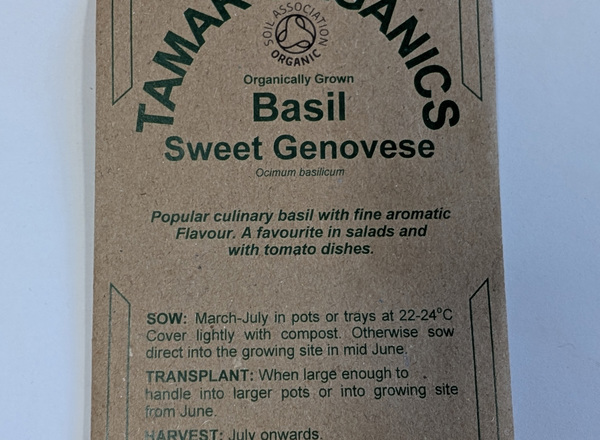 TAMAR ORGANICS
SOIL ASSOCIATION
ORGANIC
Organically Grown
Basil
Sweet Genovese
Ocimum basilicum
Popular culinary basil with fine aromatic
Flavour. A favourite in salads and
with tomato dishes.
SOW: March-July in pots or trays at 22-24°C
Cover lightly with compost. Otherwise sow
direct into the growing site in mid June.
TRANSPLANT: When large enough to
handle into larger pots or into growing site
from June.
HARVEST: July onwards.